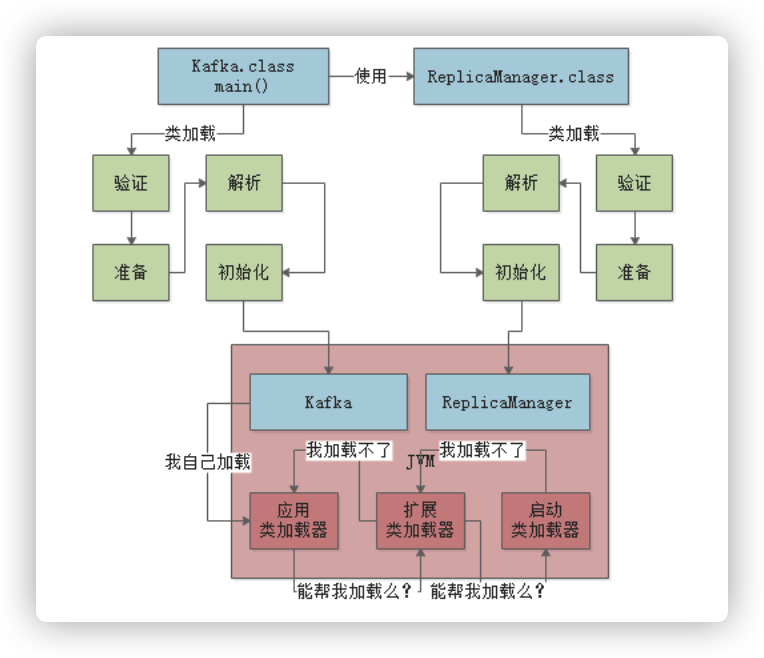 Kafka.class
main()
使用
ReplicaManager.class
类加载
类加载
验证
解析
解析
验证
准备
初始化
初始化
准备
Kafka
ReplicaManager
我加载不了
我加载不了
我自己加载
JVM
应用
类加载器
扩展
类加载器
启动
类加载器
能帮我加载么?
能帮我加载么?